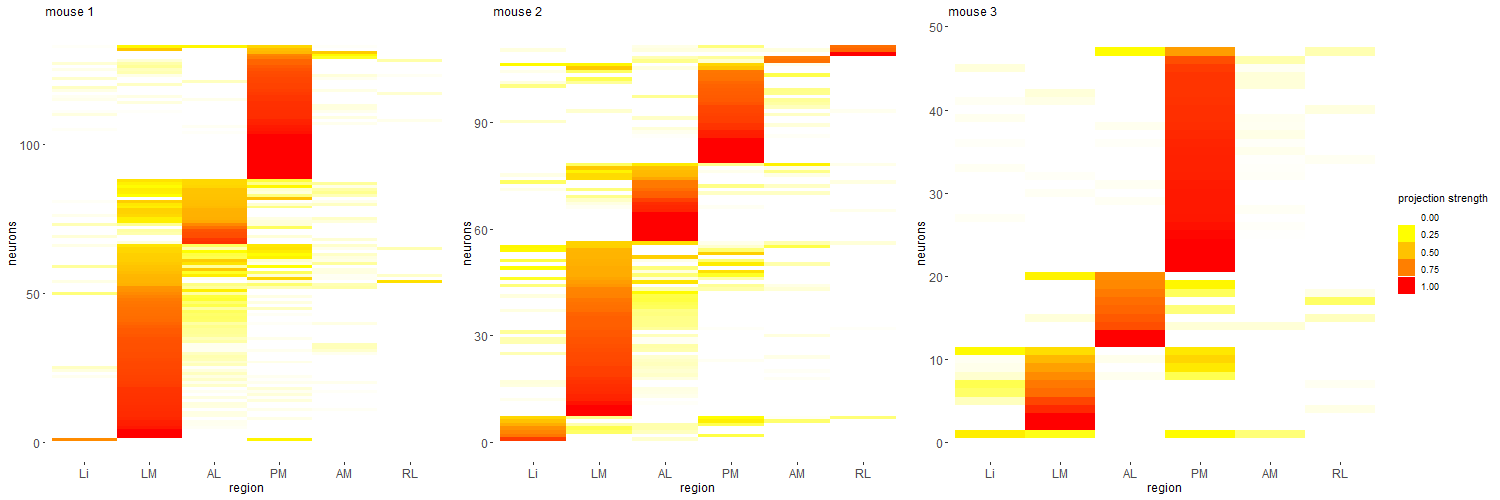 mouse 1
neurons
100
50
0
Li LM AL PM AM RL
region
mouse 2
neurons
90
60
30
0
Li LM AL PM AM RL
region
mouse 3
neurons
50
40
30
20
10
0
Li LM AL PM AM RL
region
projection strength
0.00
0.25
0.50
0.75
1.00